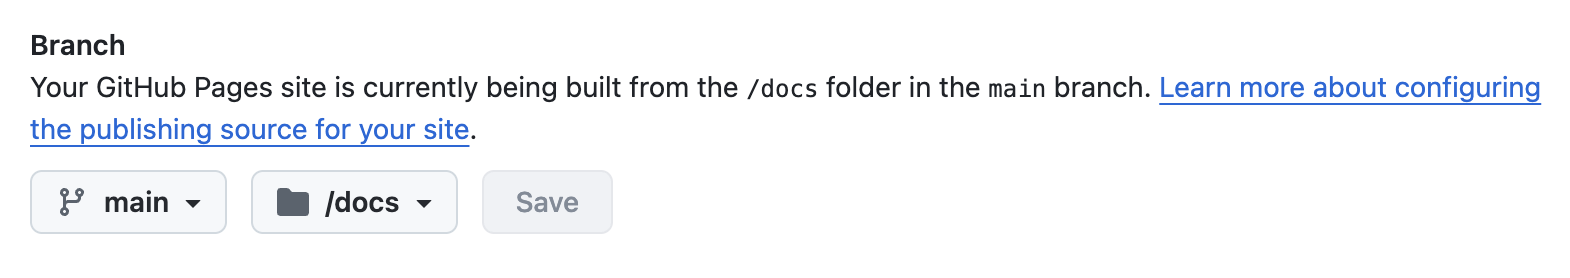 Branch
Your GitHub Pages site is currently being built from the /docs folder in the main branch. Learn more about configuring
the publishing source for your site.
main /docs Save